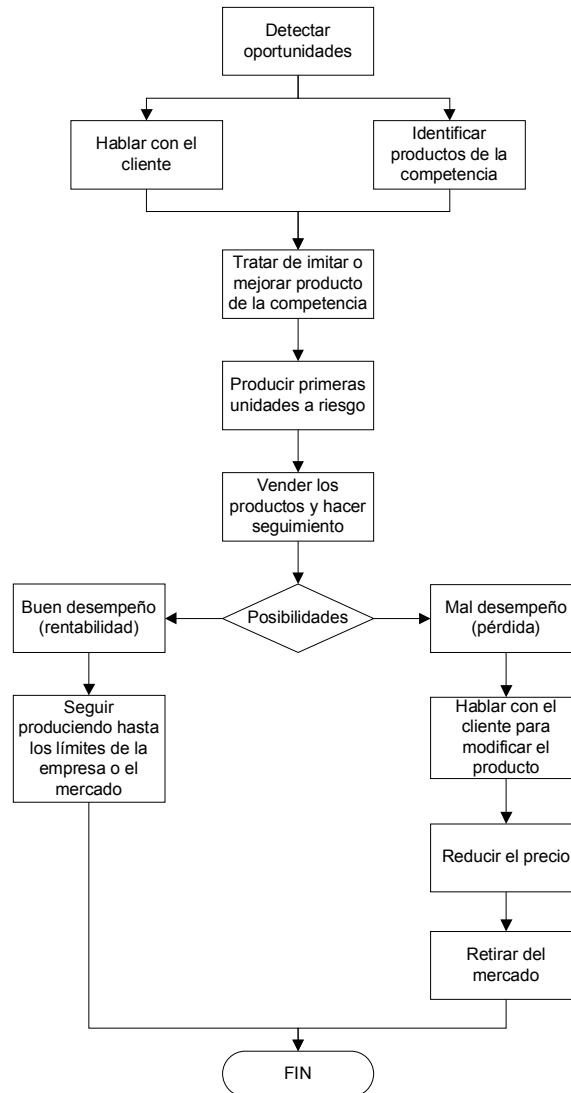 Detectar
oportunidades
Hablar con el
cliente
Identificar
productos de la
competencia
Tratar de imitar o
mejorar producto
de la competencia
Producir primeras
unidades a riesgo
Vender los
productos y hacer
seguimiento
Posibilidades
Buen desempeño
(rentabilidad)
Mal desempeño
(pérdida)
Seguir
produciendo hasta
los límites de la
empresa o el
mercado
Hablar con el
cliente para
modificar el
producto
Reducir el precio
Retirar del
mercado
FIN